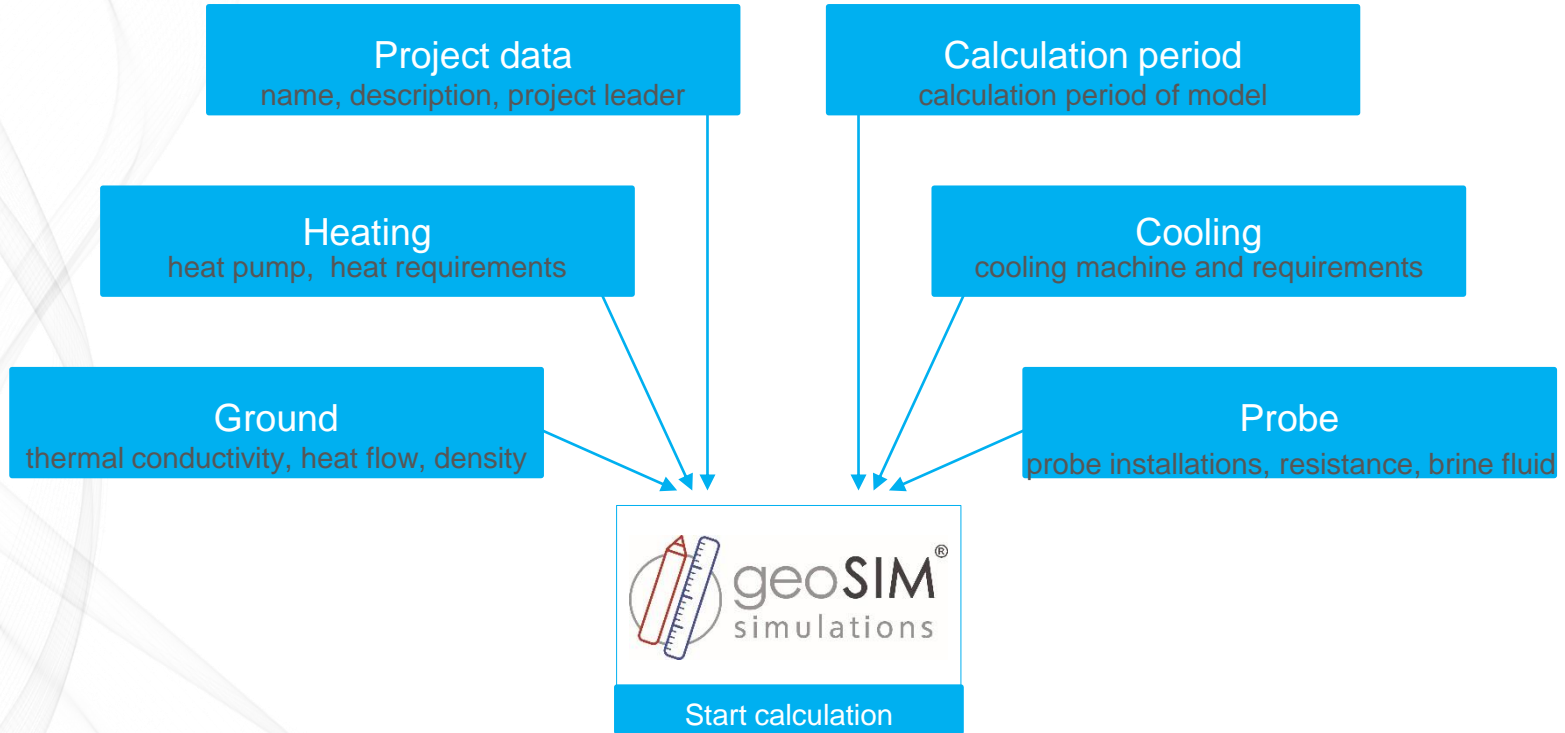 Project data
name, description, project leader
Calculation period
calculation period of model
Heating
heat pump, heat requirements
Cooling
cooling machine and requirements
Ground
thermal conductivity, heat flow, density
Probe
probe installations, resistance, brine fluid
geoSIM®
simulations
Start calculation